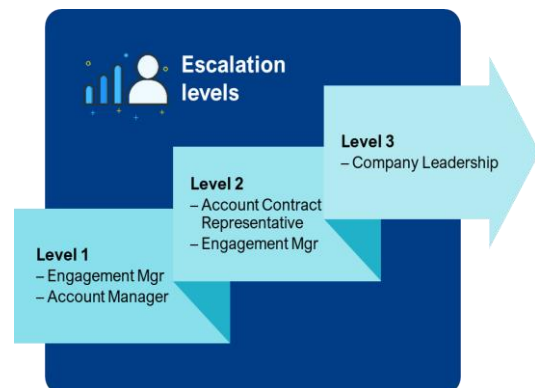 Escalation
levels
Level 3
– Company Leadership
Level 2
– Account Contract
Representative
– Engagement Mgr
Level 1
– Engagement Mgr
– Account Manager